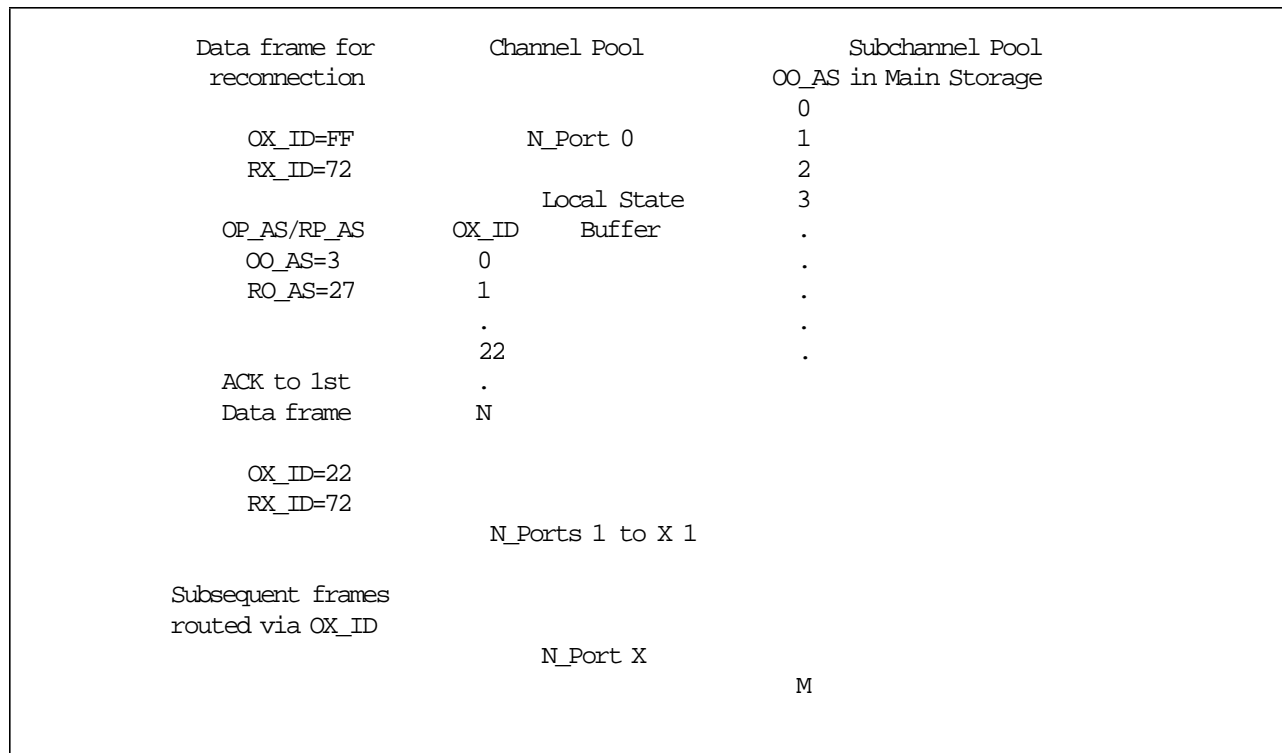 Data frame for Channel Pool Subchannel Pool
reconnection OO_AS in Main Storage
0
OX_ID=FF N_Port 0 1
RX_ID=72 2
Local State 3
OP_AS/RP_AS OX_ID Buffer .
OO_AS=3 0 .
RO_AS=27 1 .
. .
22 .
ACK to 1st .
Data frame N
OX_ID=22
RX_ID=72
N_Ports 1 to X 1
Subsequent frames
routed via OX_ID
N_Port X
M